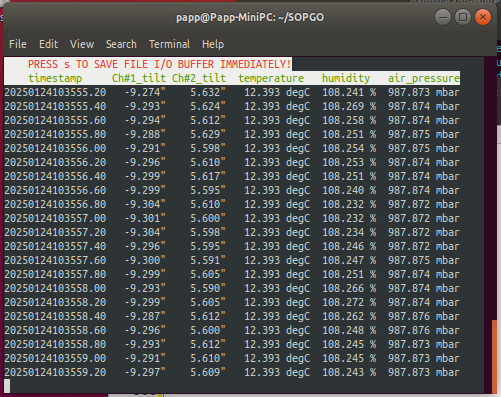 papp@Papp-MiniPC: ~/SOPGO
File Edit View Search Terminal Help
PRESS s TO SAVE FILE I/O BUFFER IMMEDIATELY!
timestamp Ch#1_tilt Ch#2_tilt temperature humidity air_pressure
20250124103555.20 -9.274" 5.632" 12.393 degC 108.241 % 987.873 mbar
20250124103555.40 -9.293" 5.624" 12.393 degC 108.269 % 987.874 mbar
20250124103555.60 -9.294" 5.612" 12.393 degC 108.258 % 987.874 mbar
20250124103555.80 -9.288" 5.629" 12.393 degC 108.251 % 987.875 mbar
20250124103556.00 -9.291" 5.598" 12.393 degC 108.254 % 987.875 mbar
20250124103556.20 -9.296" 5.610" 12.393 degC 108.253 % 987.874 mbar
20250124103556.40 -9.299" 5.617" 12.393 degC 108.251 % 987.874 mbar
20250124103556.60 -9.299" 5.595" 12.393 degC 108.240 % 987.874 mbar
20250124103556.80 -9.304" 5.610" 12.393 degC 108.232 % 987.872 mbar
20250124103557.00 -9.301" 5.600" 12.393 degC 108.232 % 987.872 mbar
20250124103557.20 -9.304" 5.598" 12.393 degC 108.234 % 987.872 mbar
20250124103557.40 -9.296" 5.595" 12.393 degC 108.246 % 987.874 mbar
20250124103557.60 -9.300" 5.591" 12.393 degC 108.247 % 987.875 mbar
20250124103557.80 -9.299" 5.605" 12.393 degC 108.251 % 987.874 mbar
20250124103558.00 -9.293" 5.590" 12.393 degC 108.266 % 987.874 mbar
20250124103558.20 -9.299" 5.605" 12.393 degC 108.272 % 987.874 mbar
20250124103558.40 -9.287" 5.612" 12.393 degC 108.262 % 987.876 mbar
20250124103558.60 -9.296" 5.600" 12.393 degC 108.248 % 987.876 mbar
20250124103558.80 -9.293" 5.612" 12.393 degC 108.245 % 987.873 mbar
20250124103559.00 -9.291" 5.610" 12.393 degC 108.245 % 987.873 mbar
20250124103559.20 -9.297" 5.609" 12.393 degC 108.243 % 987.873 mbar